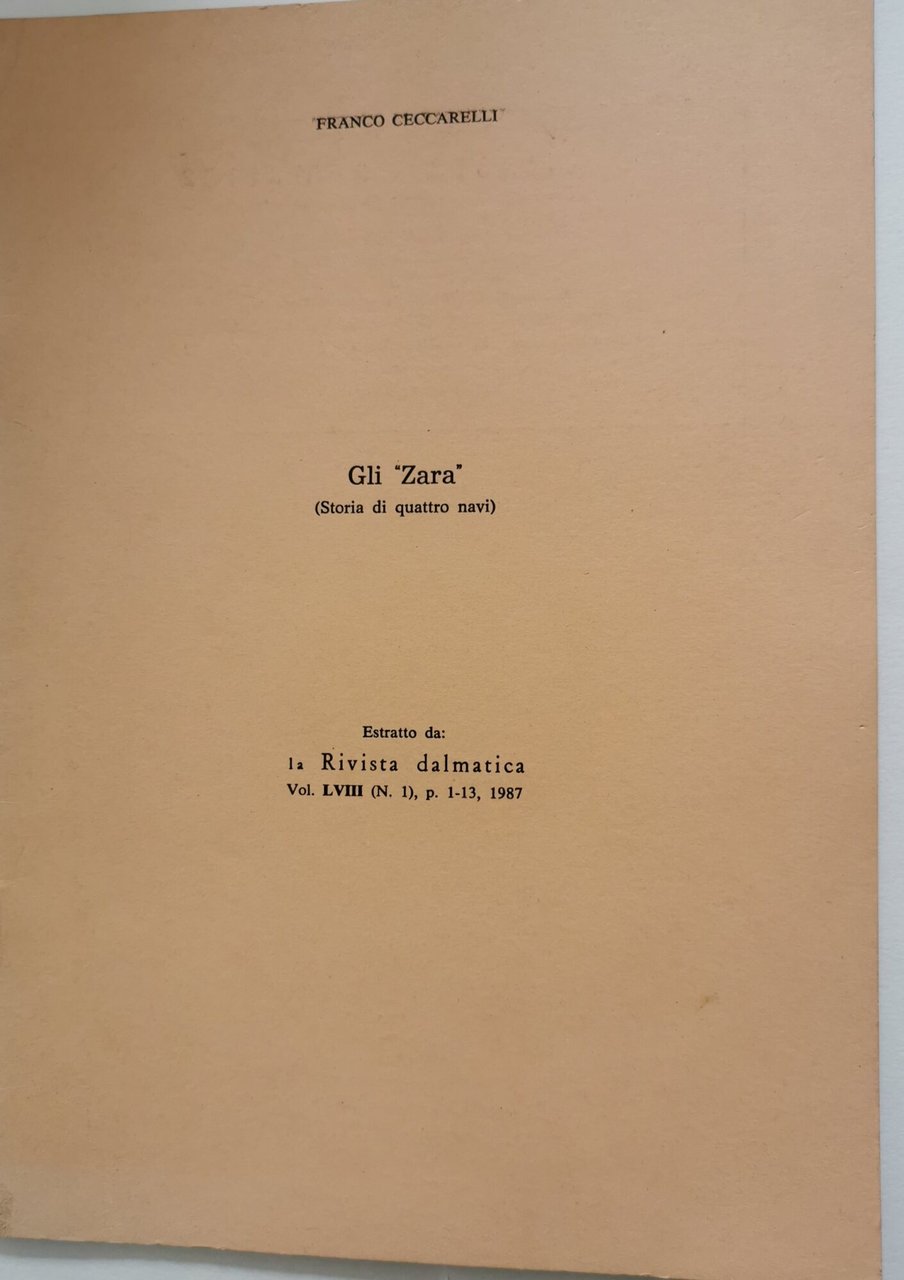 FRANCO CECCARELLI
Gli “Zara”
(Storia di quattro navi)
Estratto da:
la Rivista dalmatica
Vol. LVIII (N. 1), p. 1-13, 1987